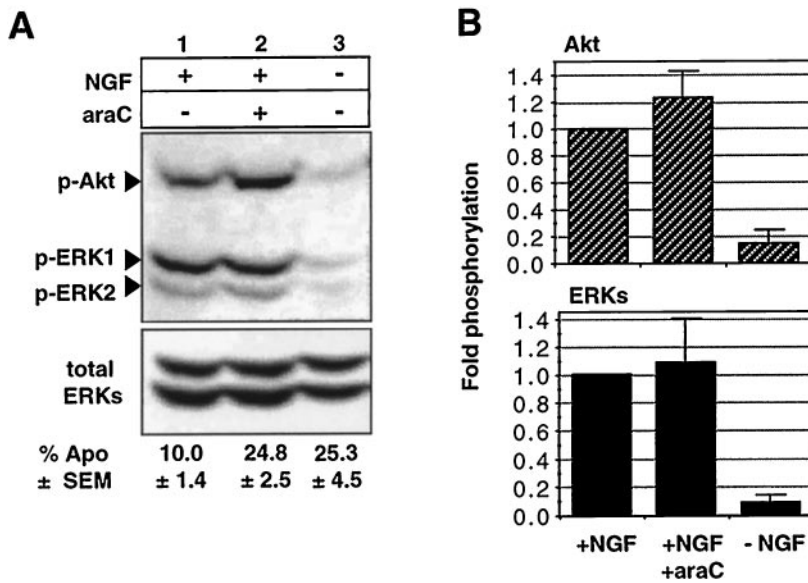 A
1 2 3
NGF + + -
araC - + -
p-Akt
p-ERK1
p-ERK2
total
ERKs
% Apo 10.0 24.8 25.3
± SEM ± 1.4 ± 2.5 ± 4.5
B
Akt
1.4
1.2
1.0
0.8
0.6
0.4
0.2
0.0
Fold phosphorylation
ERKs
1.4
1.2
1.0
0.8
0.6
0.4
0.2
0.0
+NGF +NGF - NGF
+araC